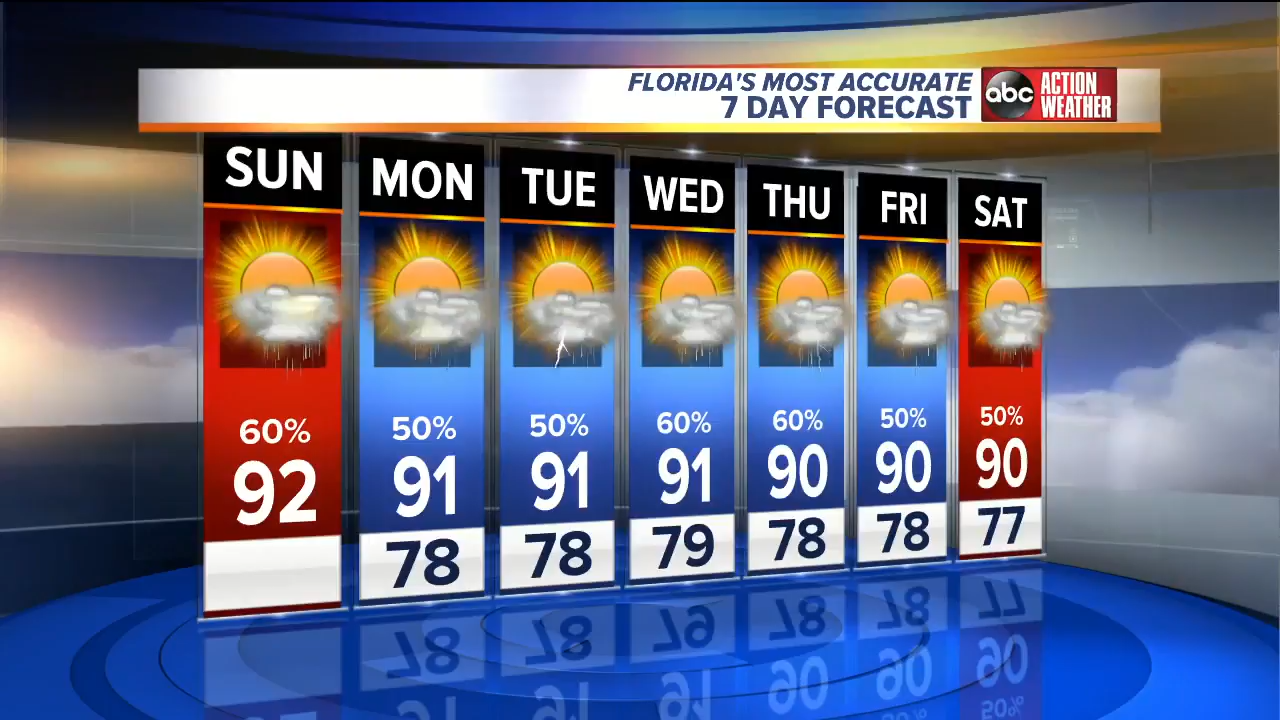 FLORIDA'S MOST ACCURATE
7 DAY FORECAST
abc
ACTION
WEATHER
SUN MON TUE WED THU FRI SAT
60% 50% 50% 60% 60% 50% 50%
92 91 91 91 90 90 90
78 78 79 78 78 77